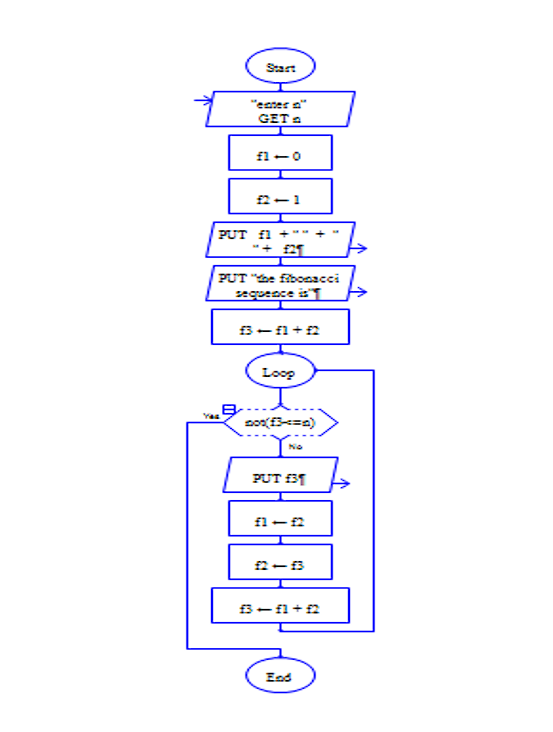 Start
"enter n"
GET n
f1 ← 0
f2 ← 1
PUT f1 + " " + "
" + f2¶
PUT "the fibonacci
sequence is"¶
f3 ← f1 + f2
Loop
Yes
not(f3<=n)
No
PUT f3¶
f1 ← f2
f2 ← f3
f3 ← f1 + f2
End